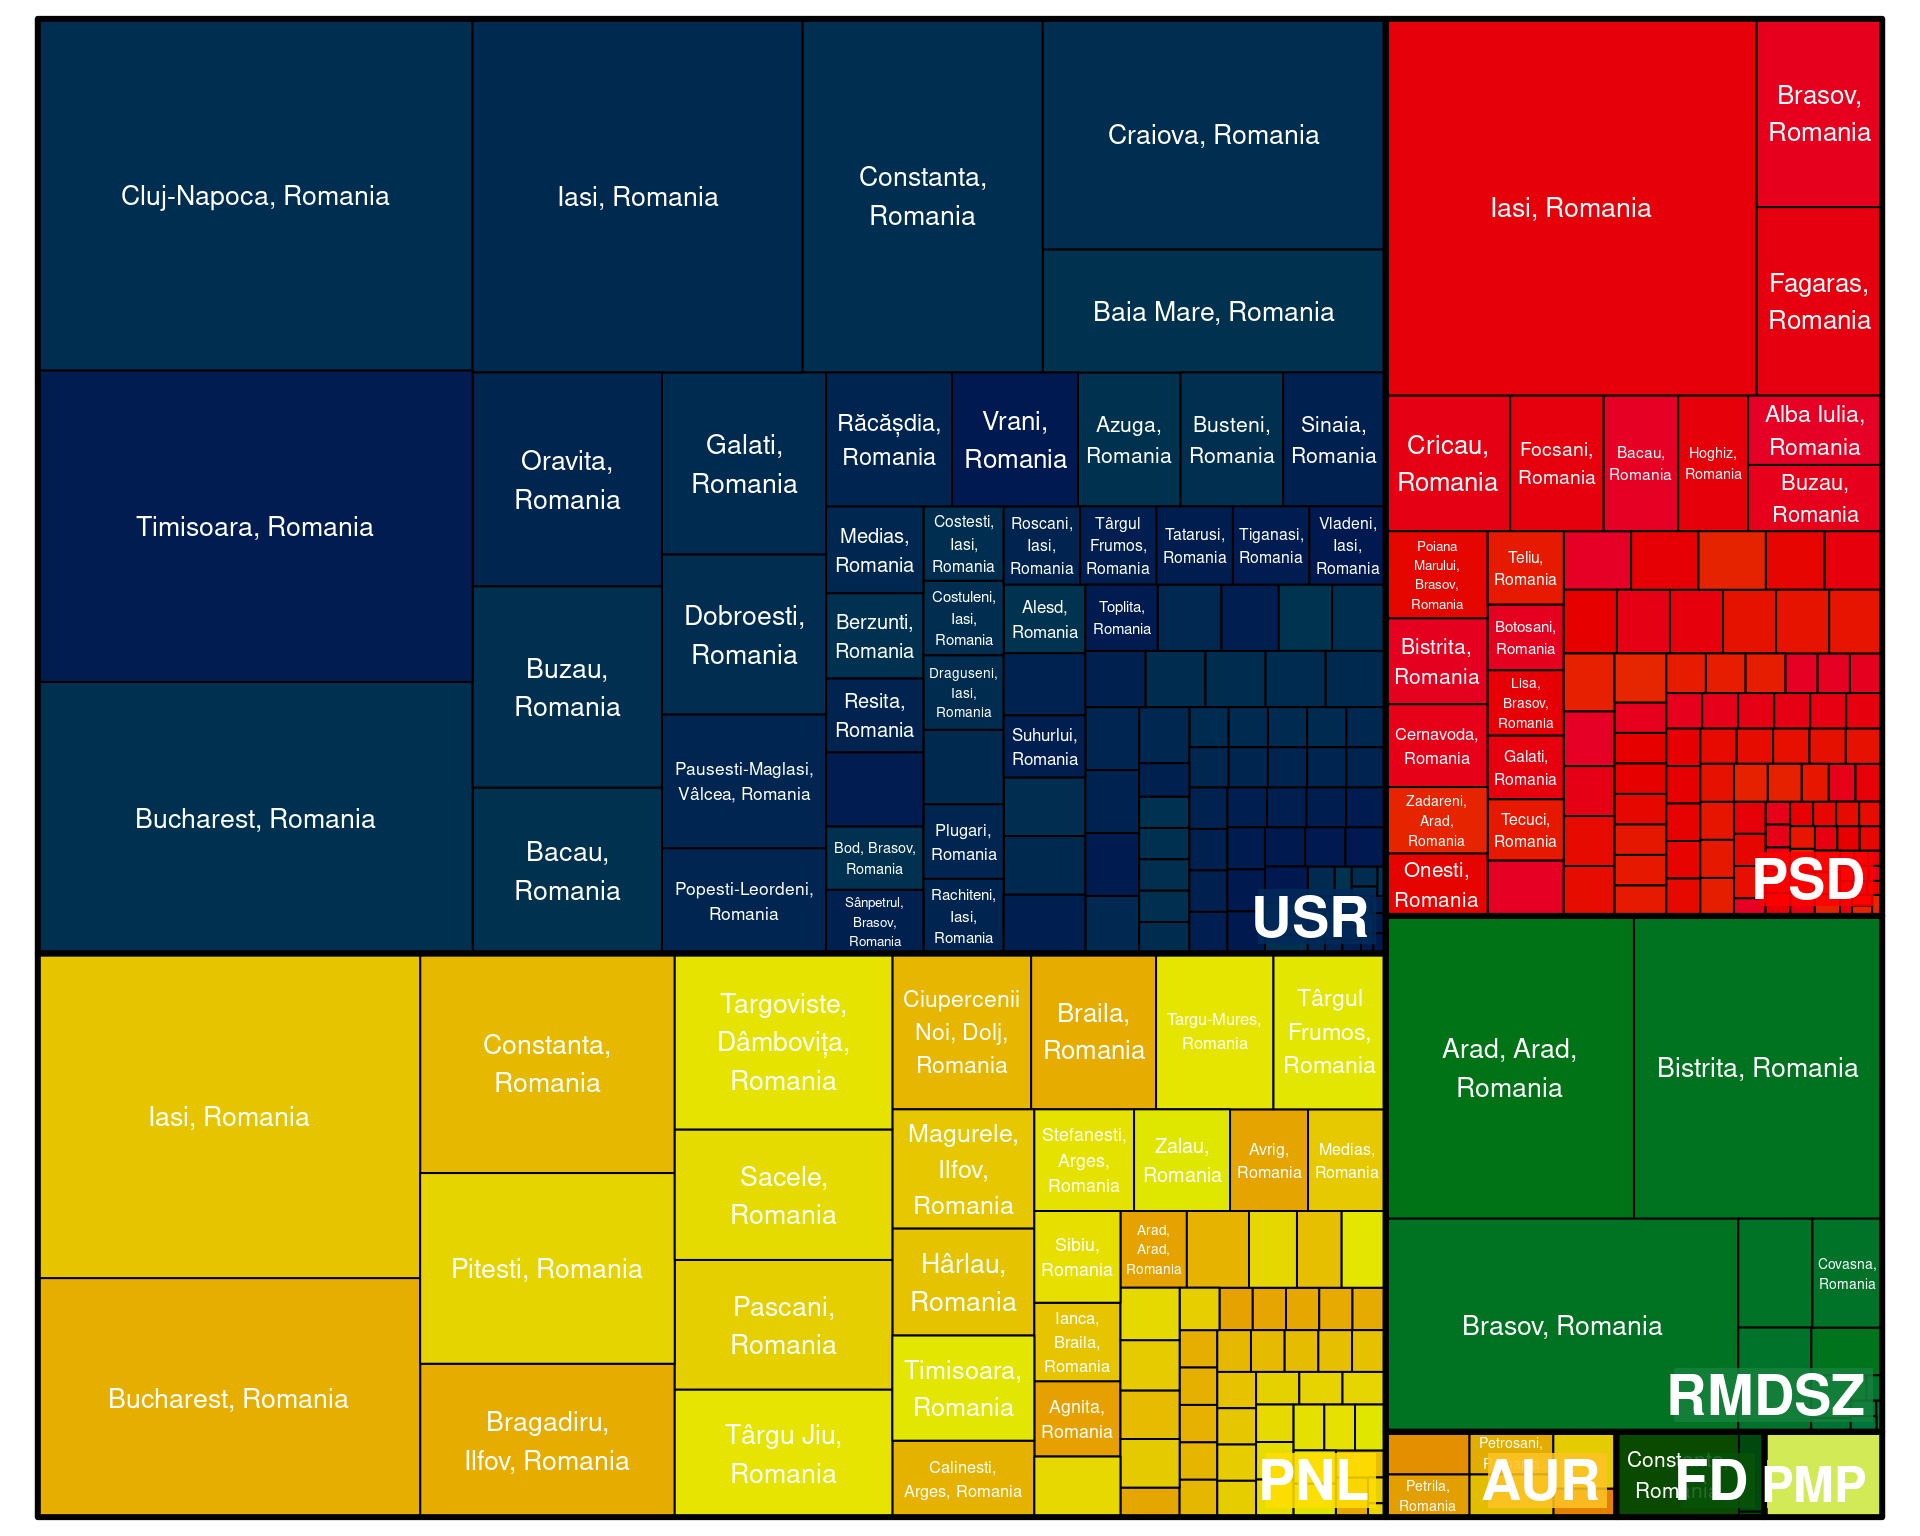 Cluj-Napoca, Romania
Iasi, Romania
Constanta,
Romania
Craiova, Romania
Baia Mare, Romania
Timisoara, Romania
Bucharest, Romania
Oravita,
Romania
Buzau,
Romania
Bacau,
Romania
Galati,
Romania
Dobroesti,
Romania
Pausesti-Maglasi,
Vâlcea, Romania
Popesti-Leordeni,
Romania
Răcășdia,
Romania
Vrani,
Romania
Azuga,
Romania
Busteni,
Romania
Sinaia,
Romania
Medias,
Romania
Berzunti,
Romania
Resita,
Romania
Bod, Brasov,
Romania
Sânpetrul,
Brasov,
Romania
Costesti,
Iasi,
Romania
Costuleni,
Iasi,
Romania
Draguseni,
Iasi,
Romania
Plugari,
Romania
Rachiteni,
Iasi,
Romania
Roscani,
Iasi,
Romania
Târgul
Frumos,
Romania
Tatarusi,
Romania
Tiganasi,
Romania
Vladeni,
Iasi,
Romania
Alesd,
Romania
Toplita,
Romania
Suhurlui,
Romania
USR
Iasi, Romania
Brasov,
Romania
Fagaras,
Romania
Cricau,
Romania
Focsani,
Romania
Bacau,
Romania
Hoghiz,
Romania
Alba Iulia,
Romania
Buzau,
Romania
Poiana
Marului,
Brasov,
Romania
Bistrita,
Romania
Cernavoda,
Romania
Zadareni,
Arad,
Romania
Onesti,
Romania
Teliu,
Romania
Botosani,
Romania
Lisa,
Brasov,
Romania
Galati,
Romania
Tecuci,
Romania
PSD
Iasi, Romania
Bucharest, Romania
Constanta,
Romania
Pitesti, Romania
Bragadiru,
Ilfov, Romania
Targoviste,
Dâmbovița,
Romania
Sacele,
Romania
Pascani,
Romania
Târgu Jiu,
Romania
Ciupercenii
Noi, Dolj,
Romania
Braila,
Romania
Targu-Mures,
Romania
Târgul
Frumos,
Romania
Magurele,
Ilfov,
Romania
Hârlau,
Romania
Timisoara,
Romania
Calinesti,
Arges, Romania
Stefanesti,
Arges,
Romania
Zalau,
Romania
Avrig,
Romania
Medias,
Romania
Sibiu,
Romania
Arad,
Arad,
Romania
Ianca,
Braila,
Romania
Agnita,
Romania
PNL
Arad, Arad,
Romania
Bistrita, Romania
Brasov, Romania
Covasna,
Romania
RMDSZ
Petrosani,
Petrila,
Romania
AUR
Constanta,
Romania
FD
PMP